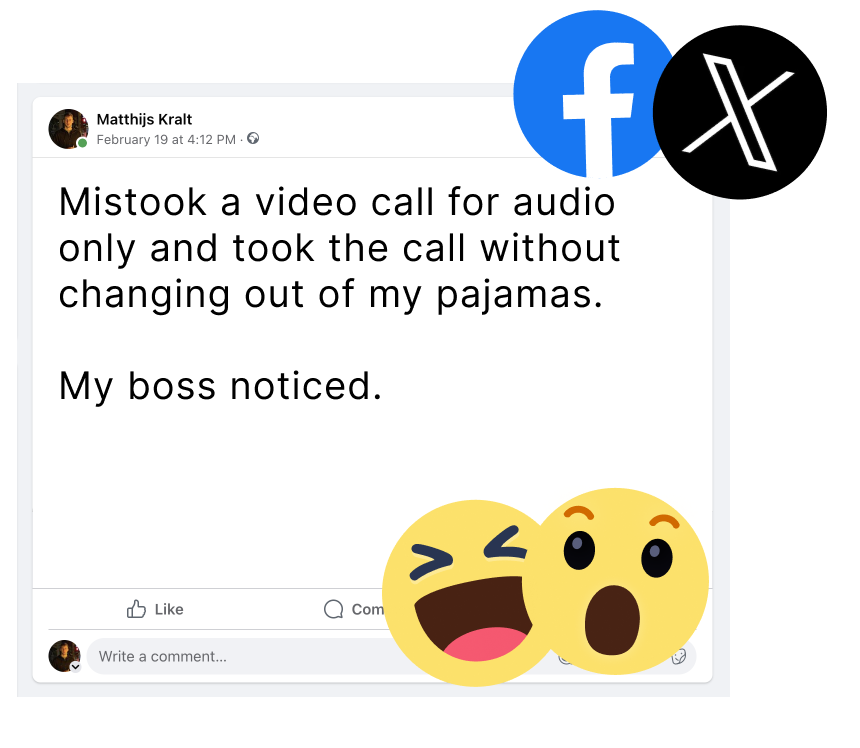 Matthijs Kralt
February 19 at 4:12 PM ·
Mistook a video call for audio
only and took the call without
changing out of my pajamas.
My boss noticed.
Like
Com
Write a comment...